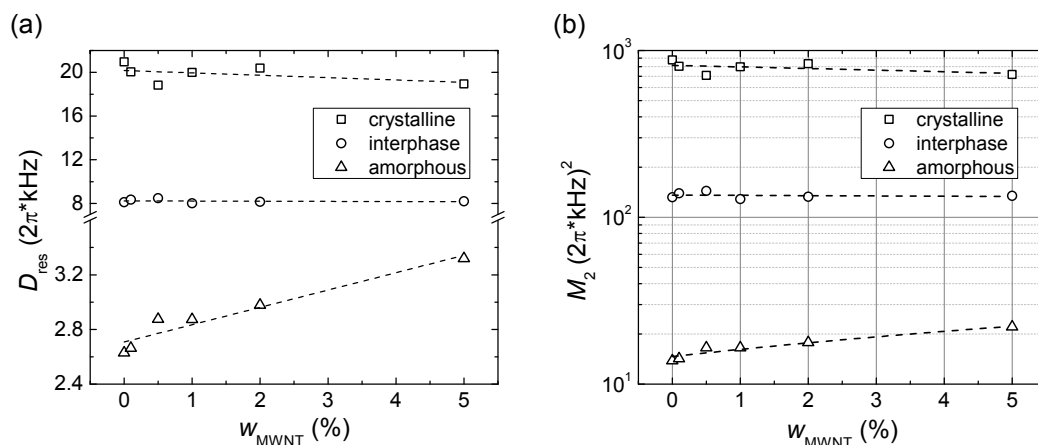 (a)
20
16
12
8
3.2
2.8
2.4
D_res (2π*kHz)
crystalline
interphase
amorphous
0 1 2 3 4 5
w_MWNT (%)
(b)
10^3
10^2
10^1
M_2 (2π*kHz)^2
crystalline
interphase
amorphous
0 1 2 3 4 5
w_MWNT (%)